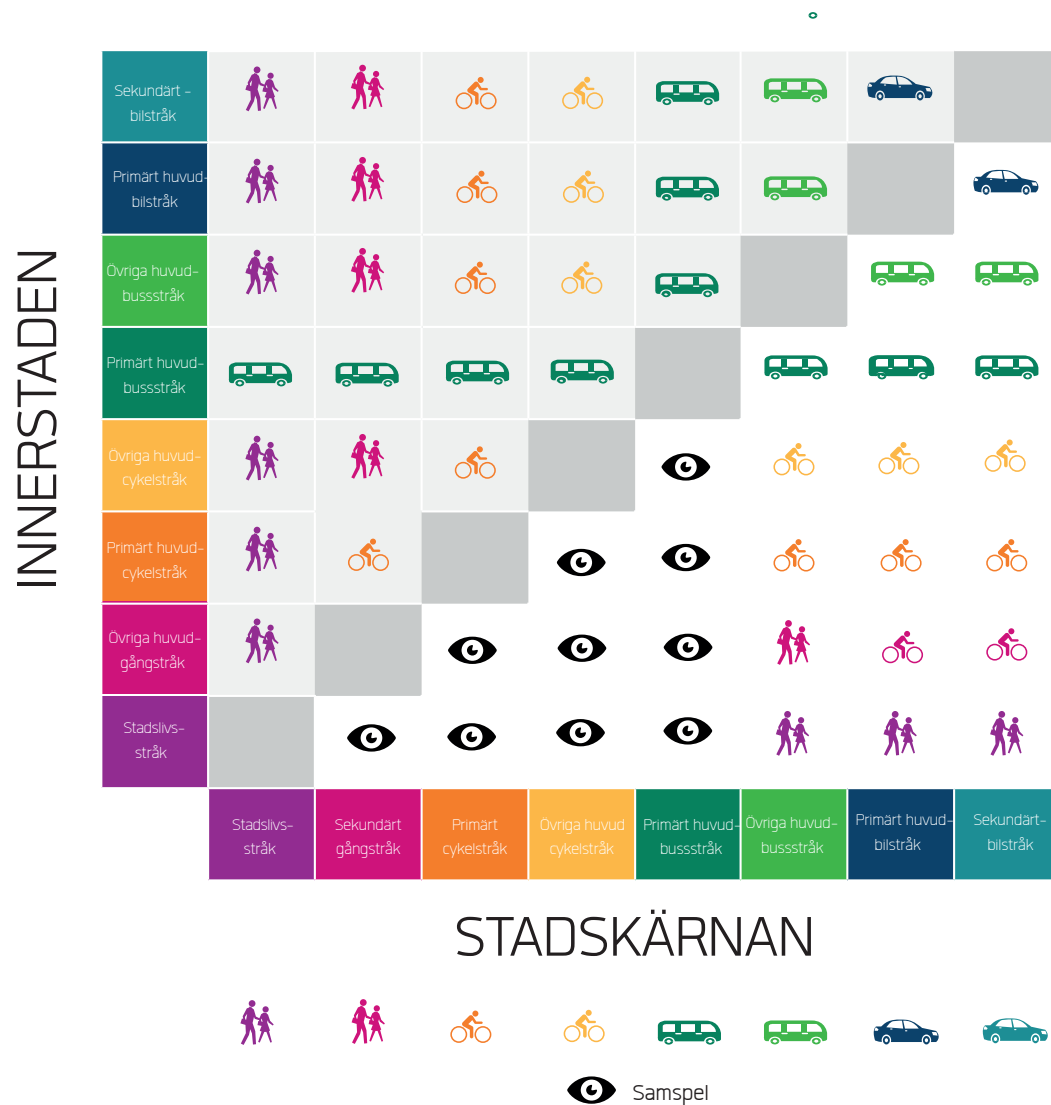 INNERSTADEN
Sekundärt -
bilstråk
Primärt huvud-
bilstråk
Övriga huvud-
bussstråk
Primärt huvud-
bussstråk
Övriga huvud-
cykelstråk
Primärt huvud-
cykelstråk
Övriga huvud-
gångstråk
Stadslivs-
stråk
Stadslivs-
stråk
Sekundärt
gångstråk
Primärt
cykelstråk
Övriga huvud
cykelstråk
Primärt huvud-
bussstråk
Övriga huvud-
bussstråk
Primärt huvud-
bilstråk
Sekundärt-
bilstråk
STADSKÄRNAN
Samspel